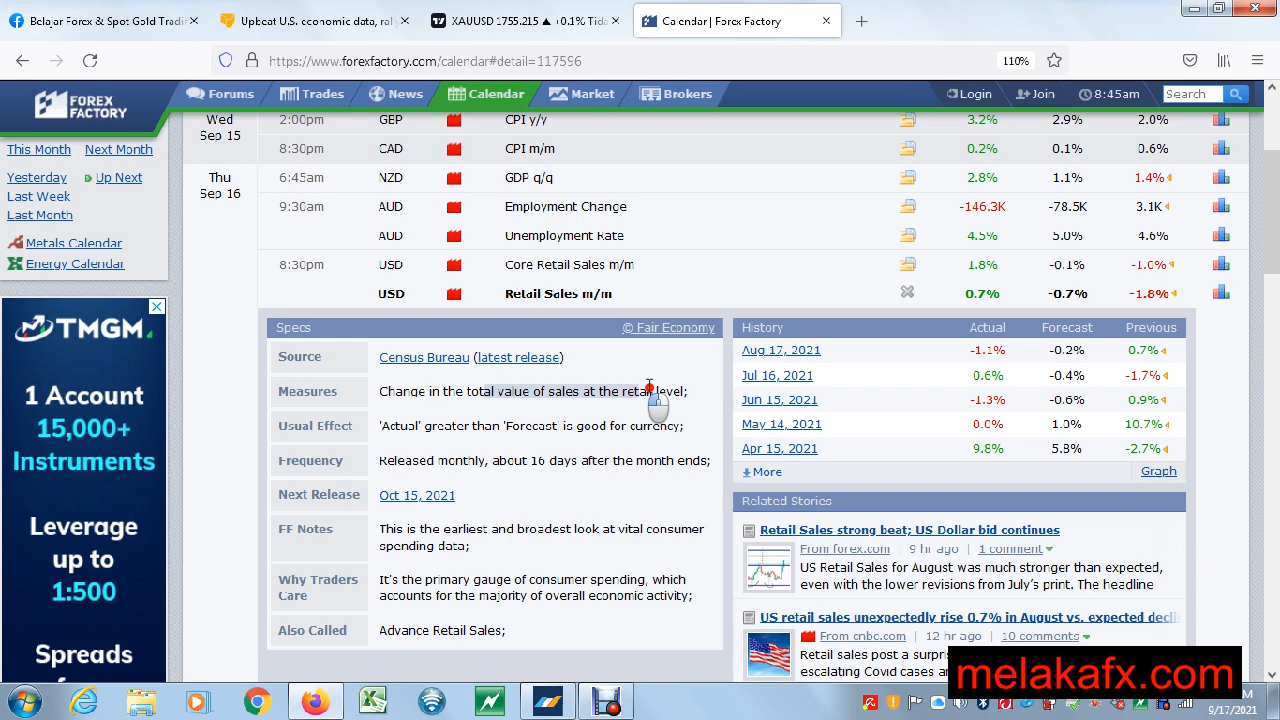 Belajar Forex & Spot Gold Tradi
Upbeat U.S. economic data, ral
XAUUSD 1755.215 ▲ +0.1% Tida
Calendar | Forex Factory
https://www.forexfactory.com/calendar#detail=117596
110%
FOREX FACTORY
Forums
Trades
News
Calendar
Market
Brokers
Login
Join
8:45am
Search
This Month Next Month
Yesterday Up Next
Last Week
Last Month
Metals Calendar
Energy Calendar
Wed Sep 15
2:00pm GBP CPI y/y 3.2% 2.9% 2.0%
8:30pm CAD CPI m/m 0.2% 0.1% 0.6%
Thu Sep 16
6:45am NZD GDP q/q 2.8% 1.1% 1.4%
9:30am AUD Employment Change -146.3K -78.5K 3.1K
AUD Unemployment Rate 4.5% 5.0% 4.6%
8:30pm USD Core Retail Sales m/m 1.8% -0.1% -1.0%
USD Retail Sales m/m 0.7% -0.7% -1.8%
Specs © Fair Economy
Source Census Bureau (latest release)
Measures Change in the total value of sales at the retail level;
Usual Effect 'Actual' greater than 'Forecast' is good for currency;
Frequency Released monthly, about 16 days after the month ends;
Next Release Oct 15, 2021
FF Notes This is the earliest and broadest look at vital consumer
spending data;
Why Traders Care It's the primary gauge of consumer spending, which
accounts for the majority of overall economic activity;
Also Called Advance Retail Sales;
History Actual Forecast Previous
Aug 17, 2021 -1.1% -0.2% 0.7%
Jul 16, 2021 0.6% -0.4% -1.7%
Jun 15, 2021 -1.3% -0.6% 0.9%
May 14, 2021 0.0% 1.0% 10.7%
Apr 15, 2021 9.8% 5.8% -2.7%
More Graph
Related Stories
Retail Sales strong beat; US Dollar bid continues
From forex.com | 9 hr ago | 1 comment
US Retail Sales for August was much stronger than expected,
even with the lower revisions from July's print. The headline
US retail sales unexpectedly rise 0.7% in August vs. expected decli
From cnbc.com | 12 hr ago | 10 comments
Retail sales post a surpri
escalating Covid cases a
TMGM
1 Account
15,000+
Instruments
Leverage
up to
1:500
Spreads
melakafx.com
M
9/17/2021